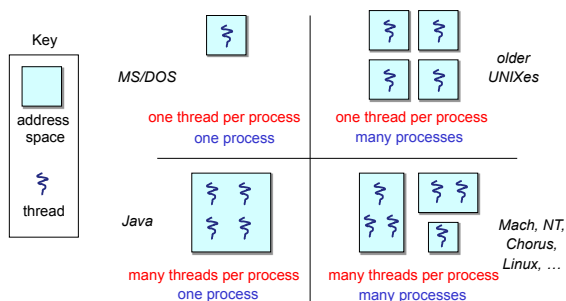 Key
address
space
thread
MS/DOS
one thread per process
one process
older
UNIXes
one thread per process
many processes
Java
many threads per process
one process
Mach, NT,
Chorus,
Linux, …
many threads per process
many processes